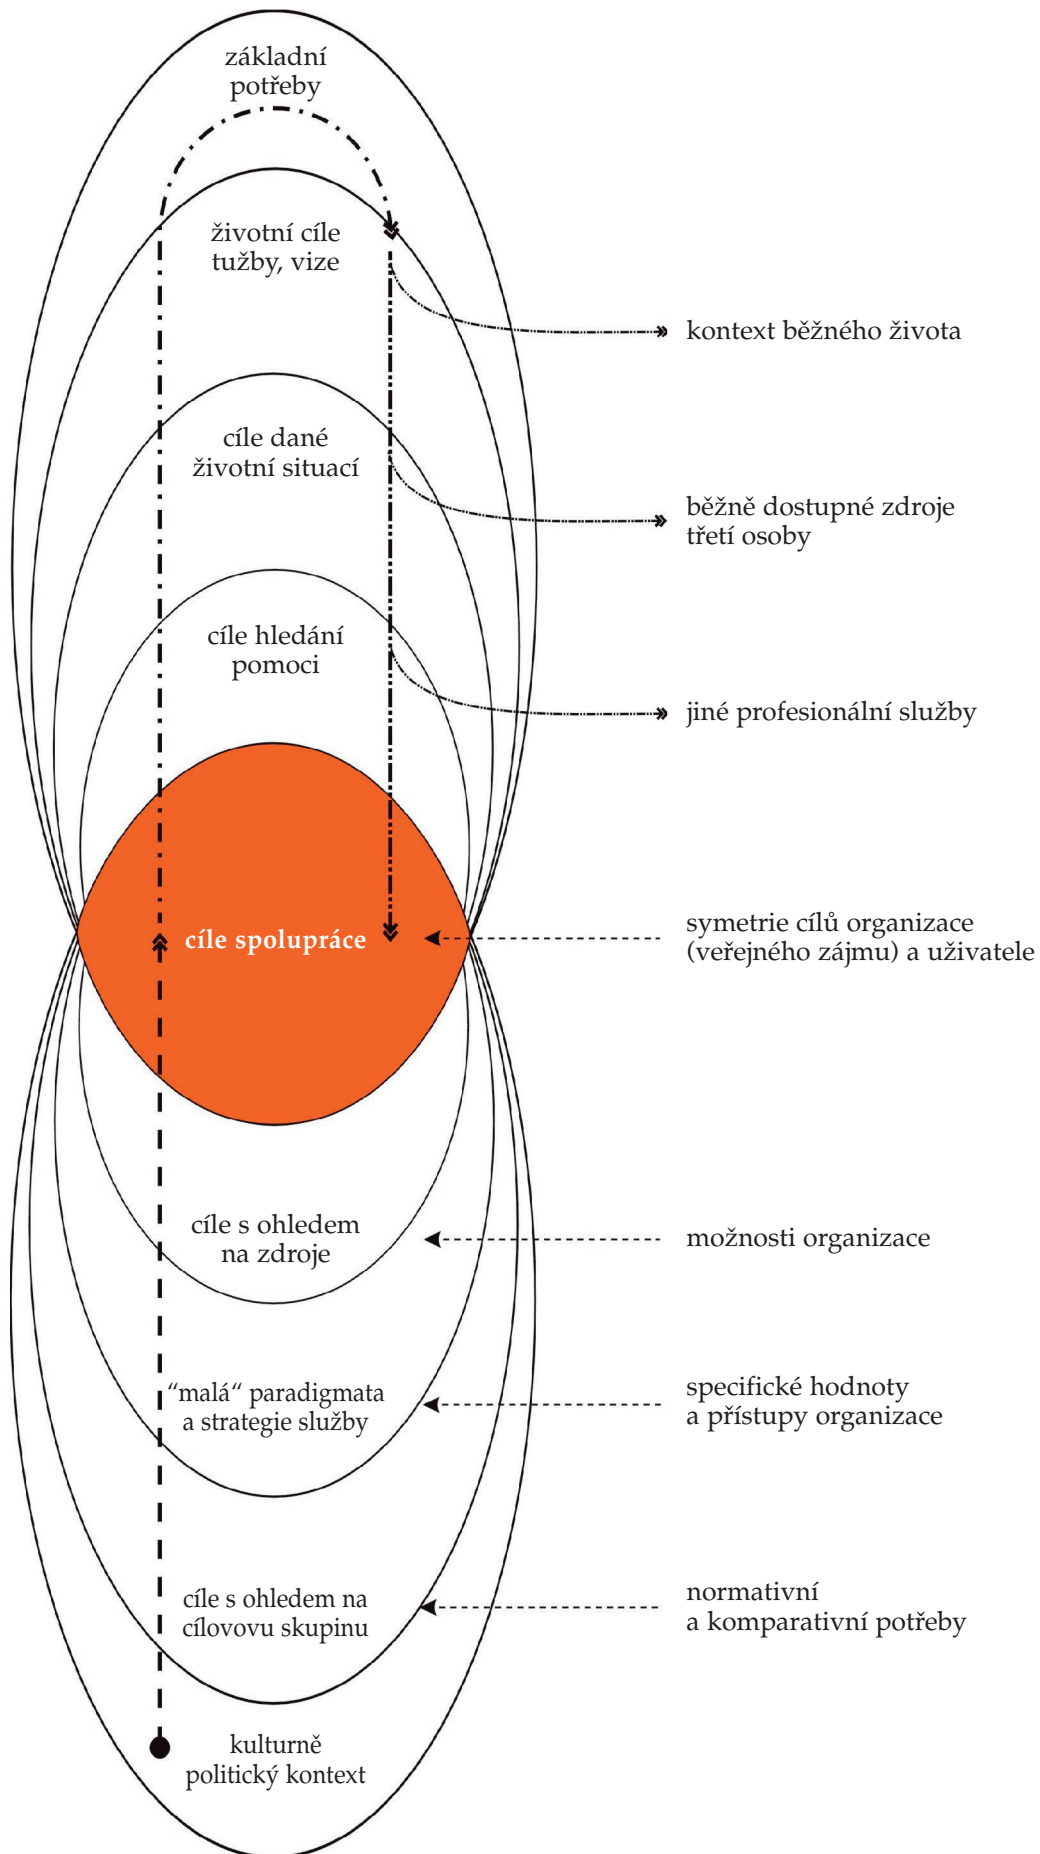 základní
potřeby
životní cíle
tužby, vize
kontext běžného života
cíle dané
životní situací
běžně dostupné zdroje
třetí osoby
cíle hledání
pomoci
jiné profesionální služby
cíle spolupráce
symetrie cílů organizace
(veřejného zájmu) a uživatele
cíle s ohledem
na zdroje
možnosti organizace
“malá“ paradigmata
a strategie služby
specifické hodnoty
a přístupy organizace
cíle s ohledem na
cílovovu skupinu
normativní
a komparativní potřeby
kulturně
politický kontext